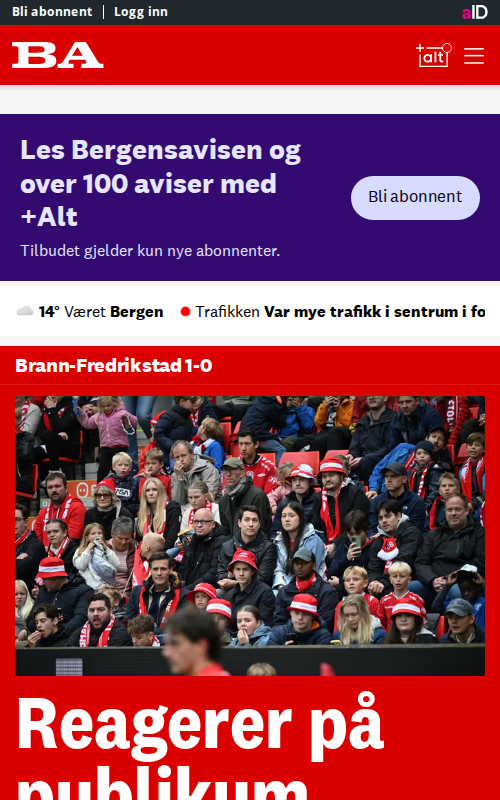 Bli abonnent | Logg inn
aID
BA
+alt
Les Bergensavisen og
over 100 aviser med
+Alt
Tilbudet gjelder kun nye abonnenter.
Bli abonnent
14° Været Bergen
Trafikken Var mye trafikk i sentrum i fo
Brann-Fredrikstad 1-0
Reagerer på
publikum